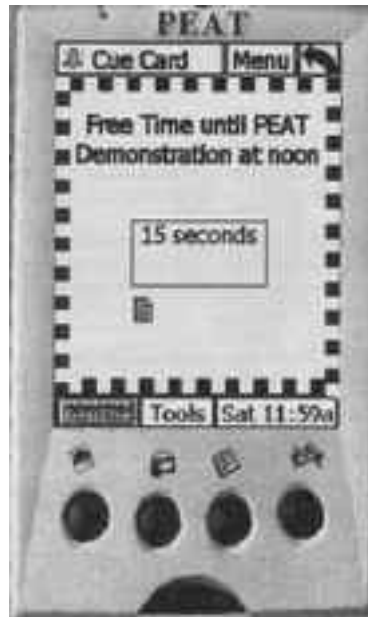 PEAT
Cue Card Menu
Free Time until PEAT
Demonstration at noon
15 seconds
Tools Sat 11:59a